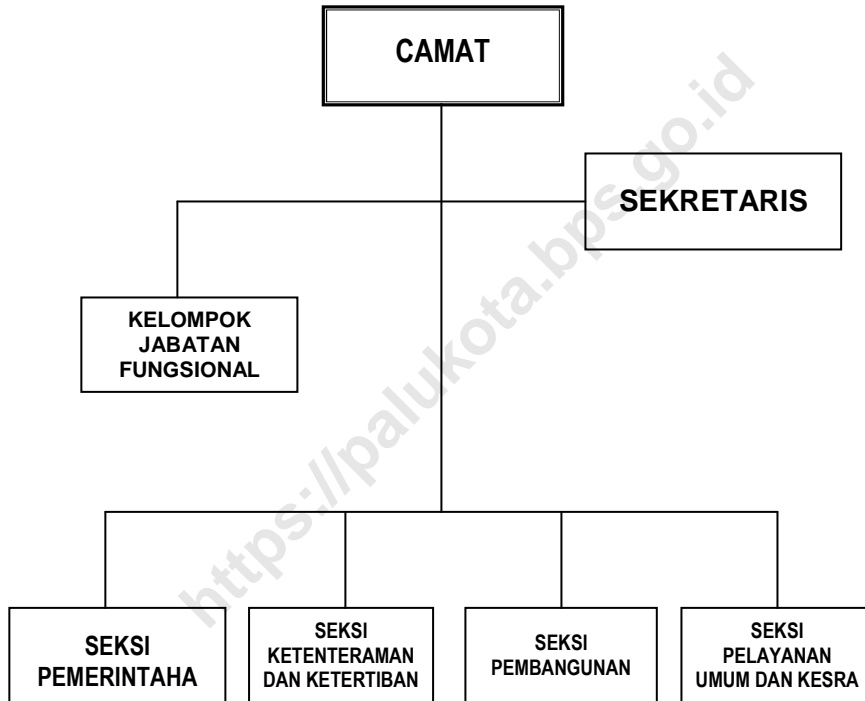 CAMAT
SEKRETARIS
KELOMPOK
JABATAN
FUNGSIONAL
SEKSI
PEMERINTAHA
SEKSI
KETENTERAMAN
DAN KETERTIBAN
SEKSI
PEMBANGUNAN
SEKSI
PELAYANAN
UMUM DAN KESRA
https://palukota.bps.go.id